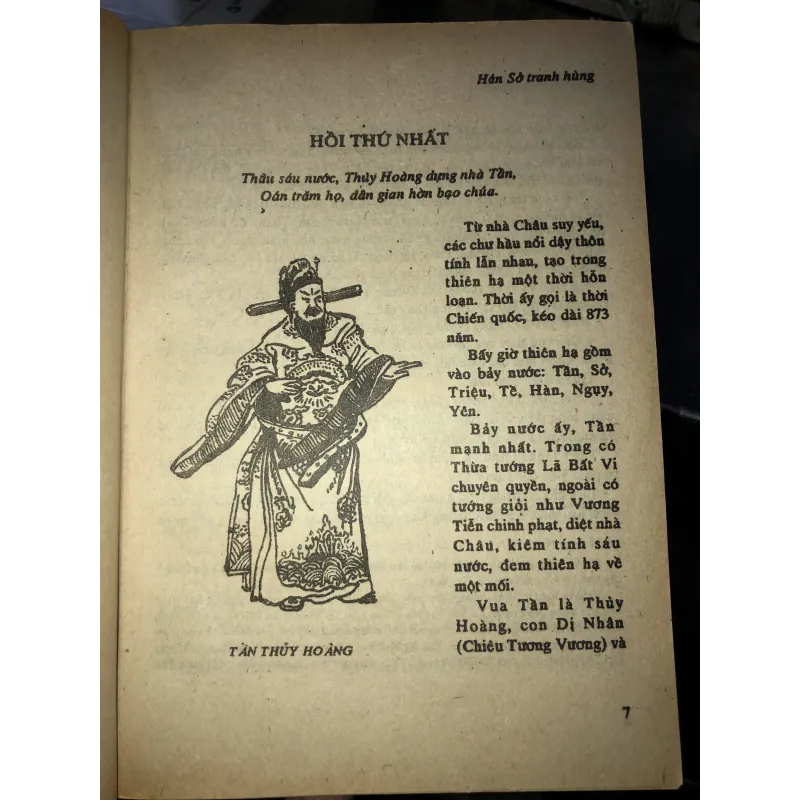 Hán Sở tranh hùng
HỒI THỨ NHẤT
Thâu sáu nước, Thủy Hoàng dựng nhà Tần,
Oán trăm họ, dân gian hờn bạo chúa.
Từ nhà Châu suy yếu,
các chư hầu nổi dậy thôn
tính lẫn nhau, tạo trong
thiên hạ một thời hỗn
loạn. Thời ấy gọi là thời
Chiến quốc, kéo dài 873
năm.
Bấy giờ thiên hạ gồm
vào bảy nước: Tần, Sở,
Triệu, Tề, Hàn, Ngụy,
Yên.
Bảy nước ấy, Tần
mạnh nhất. Trong có
Thừa tướng Lã Bất Vi
chuyên quyền, ngoài có
tướng giỏi như Vương
Tiễn chinh phạt, diệt nhà
Châu, kiêm tính sáu
nước, đem thiên hạ về
một mối.
Vua Tần là Thủy
Hoàng, con Dị Nhân
(Chiêu Tương Vương) và
TẦN THỦY HOÀNG
7